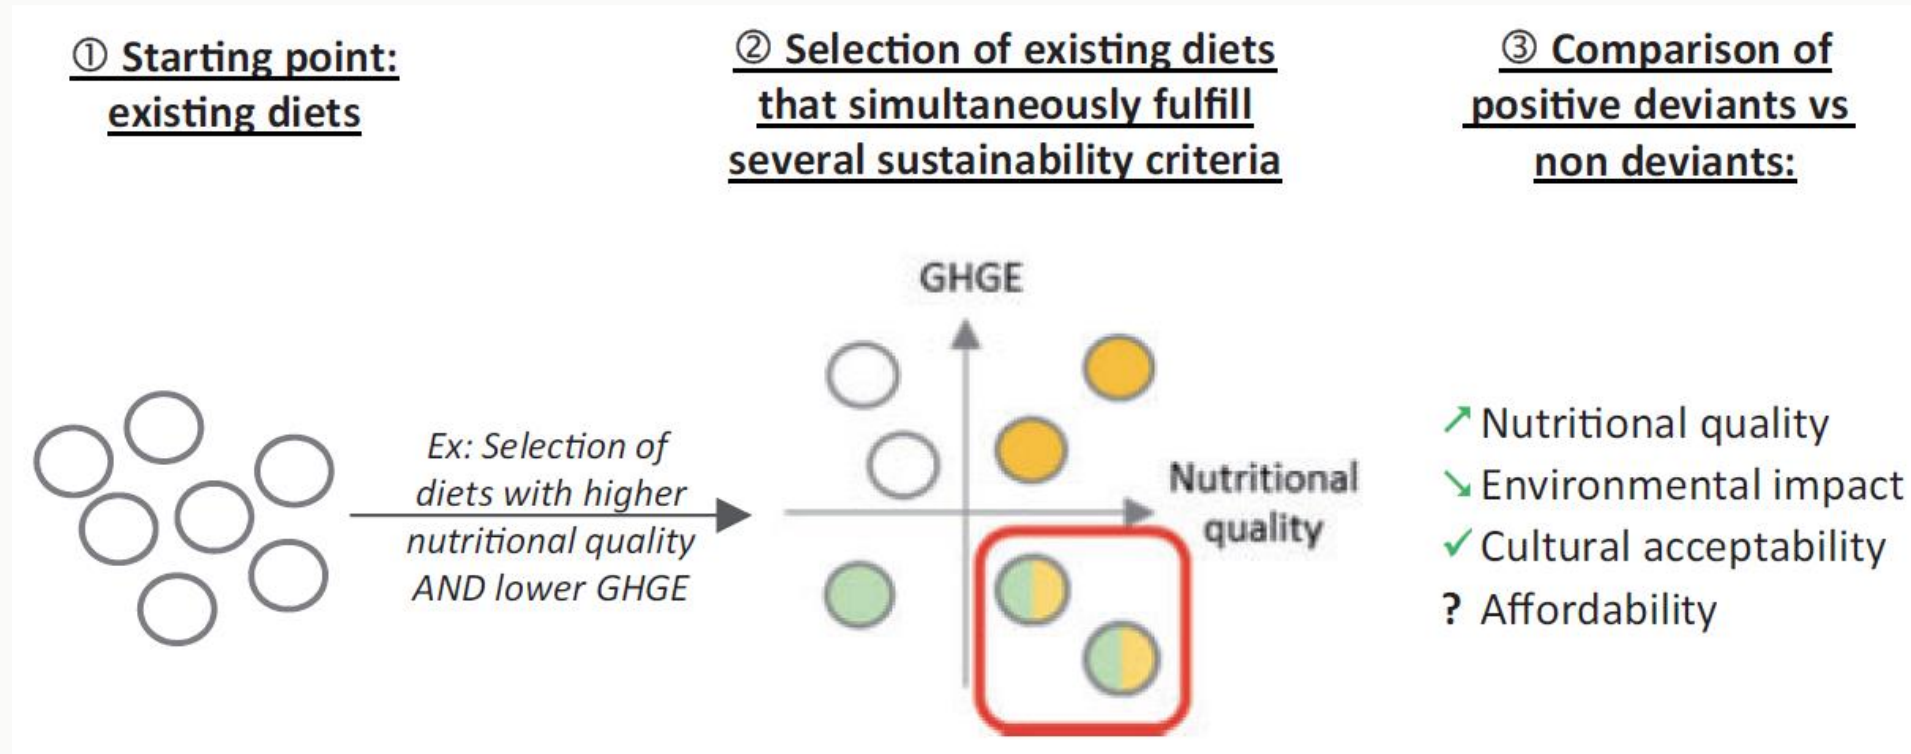 ① Starting point:
existing diets
② Selection of existing diets
that simultaneously fulfill
several sustainability criteria
③ Comparison of
positive deviants vs
non deviants:
Ex: Selection of
diets with higher
nutritional quality
AND lower GHGE
GHGE
Nutritional
quality
↗ Nutritional quality
↘ Environmental impact
✓ Cultural acceptability
? Affordability